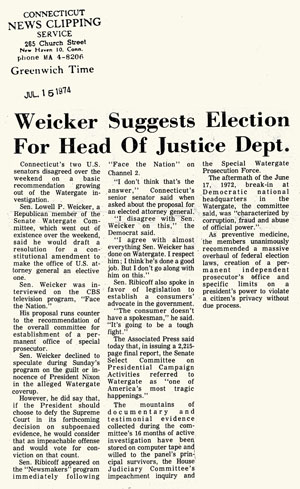 CONNECTICUT
NEWS CLIPPING
SERVICE
265 Church Street
New Haven 10, Conn.
phone MA 4-8206
Greenwich Time
JUL 15 1974
Weicker Suggests Election
For Head Of Justice Dept.
Connecticut's two U.S.
senators disagreed over the
weekend on a basic
recommendation growing
out of the Watergate in-
vestigation.
Sen. Lowell P. Weicker, a
Republican member of the
Senate Watergate Com-
mittee, which went out of
existence over the weekend,
said he would draft a
resolution for a con-
stitutional amendment to
make the office of U.S. at-
torney general an elective
one.
Sen. Weicker was in-
terviewed on the CBS
television program, "Face
the Nation."
His proposal runs counter
to the recommendation of
the overall committee for
establishment of a per-
manent office of special
prosecutor.
Sen. Weicker declined to
speculate during Sunday's
program on the guilt or in-
nocence of President Nixon
in the alleged Watergate
coverup.
However, he did say that,
if the President should
choose to defy the Supreme
Court in its forthcoming
decision on subpoenaed
evidence, he would consider
that an impeachable offense
and would vote for con-
viction on that count.
Sen. Ribicoff appeared on
the "Newsmakers" program
immediately following
"Face the Nation" on
Channel 2.
"I don't think that's the
answer," Connecticut's
senior senator said when
asked about the proposal for
an elected attorney general.
"I disagree with Sen.
Weicker on this," the
Democrat said.
"I agree with almost
everything Sen. Weicker has
done on Watergate. I respect
him; I think he's done a good
job. But I don't go along with
him on this."
Sen. Ribicoff also spoke in
favor of legislation to
establish a consumers'
advocate in the government.
"The consumer doesn't
have a spokesman," he said.
"It's going to be a tough
fight."
The Associated Press said
today that, in issuing a 2,215-
page final report, the Senate
Select Committee on
Presidential Campaign
Activities referred to
Watergate as "one of
America's most tragic
happenings."
The mountains of
documentary and
testimonial evidence
collected during the com-
mittee's 16 months of active
investigation have been
stored on computer tape and
willed to the panel's prin-
cipal survivors, the House
Judiciary Committee's
impeachment inquiry and
the Special Watergate
Prosecution Force.
The aftermath of the June
17, 1972, break-in at
Democratic national
headquarters in the
Watergate, the committee
said, was "characterized by
corruption, fraud and abuse
of official power."
As preventive medicine,
the members unanimously
recommended a massive
overhaul of federal election
laws, creation of a per-
manent independent
prosecutor's office and
specific limits on a
president's power to violate
a citizen's privacy without
due process.